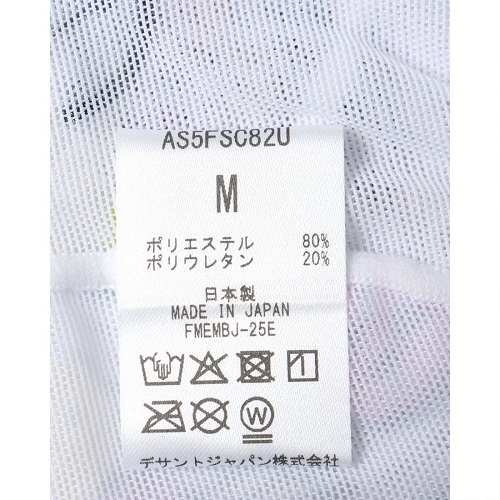 AS5FSC82U
M
ポリエステル 80%
ポリウレタン 20%
日本製
MADE IN JAPAN
FMEMBJ-25E
W
デサントジャパン株式会社